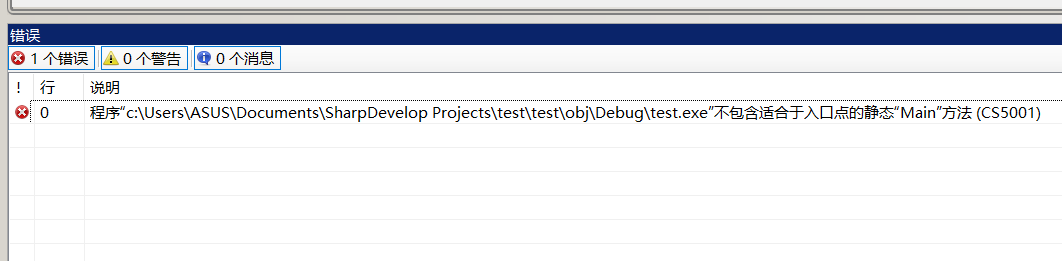 错误
1 个错误 0 个警告 0 个消息
! 行 说明
0 程序“c:\Users\ASUS\Documents\SharpDevelop Projects\test\test\obj\Debug\test.exe”不包含适合于入口点的静态“Main”方法 (CS5001)